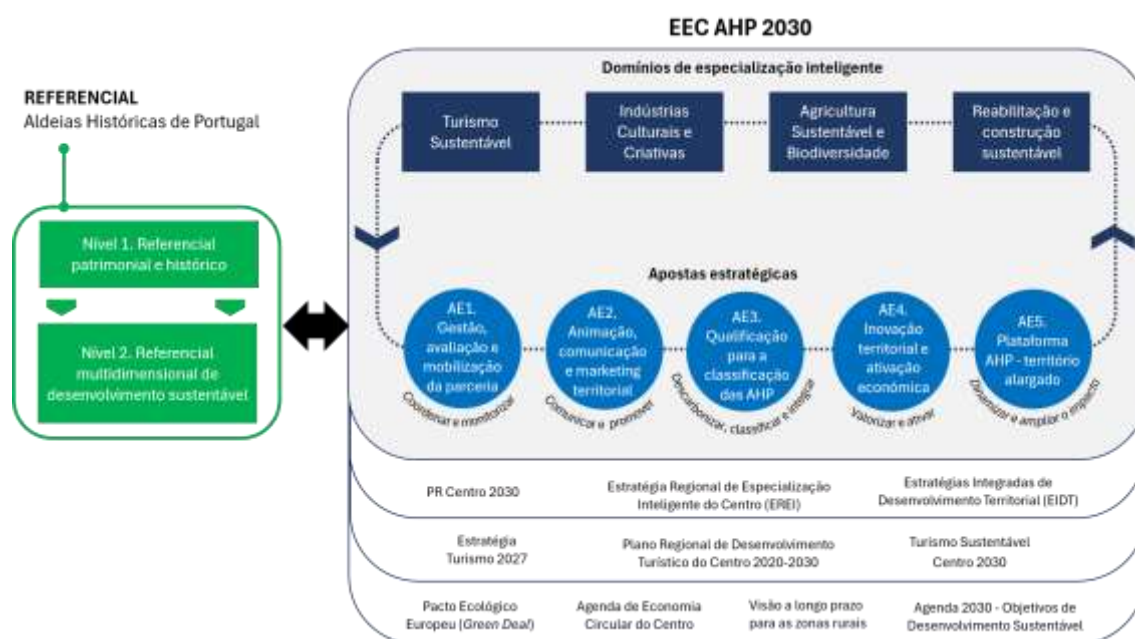 EEC AHP 2030
Domínios de especialização inteligente
REFERENCIAL
Aldeias Históricas de Portugal
Turismo
Sustentável
Indústrias
Culturais e
Criativas
Agricultura
Sustentável e
Biodiversidade
Reabilitação e
construção
sustentável
Nível 1. Referencial
patrimonial e histórico
Nível 2. Referencial
multidimensional de
desenvolvimento sustentável
Apostas estratégicas
AE1.
Gestão,
avaliação e
mobilização
da parceria
Coordenar e monitorizar
AE2.
Animação,
comunicação
e marketing
territorial
Comunicar e promover
AE3.
Qualificação
para a
classificação
das AHP
Descarbonizar, classificar e integrar
AE4.
Inovação
territorial e
ativação
económica
Valorizar e ativar
AE5.
Plataforma
AHP - território
alargado
Dinamizar e ampliar o impacto
PR Centro 2030
Estratégia Regional de Especialização
Inteligente do Centro (EREI)
Estratégias Integradas de
Desenvolvimento Territorial (EIDT)
Estratégia
Turismo 2027
Plano Regional de Desenvolvimento
Turístico do Centro 2020-2030
Turismo Sustentável
Centro 2030
Pacto Ecológico
Europeu (Green Deal)
Agenda de Economia
Circular do Centro
Visão a longo prazo
para as zonas rurais
Agenda 2030 - Objetivos de
Desenvolvimento Sustentável